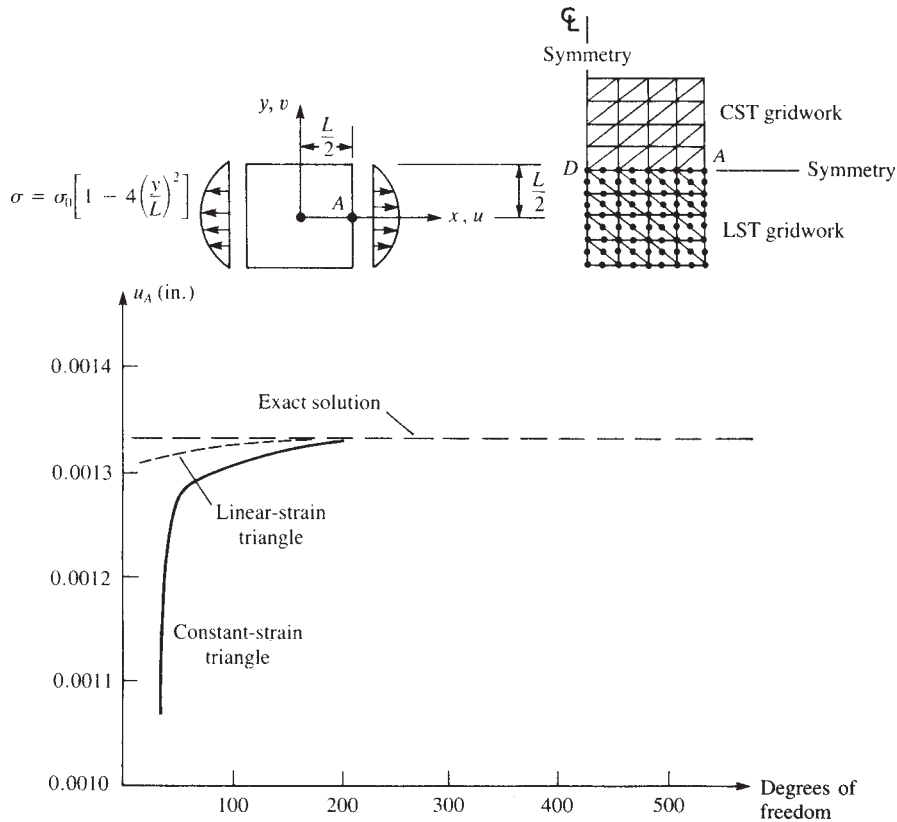 ℄
Symmetry
y, v
L/2
CST gridwork
σ = σ₀[1 − 4(y/L)²]
A
x, u
L/2
D
A
Symmetry
LST gridwork
u_A (in.)
0.0014
Exact solution
0.0013
Linear-strain
triangle
0.0012
Constant-strain
triangle
0.0011
0.0010
100
200
300
400
500
Degrees of
freedom